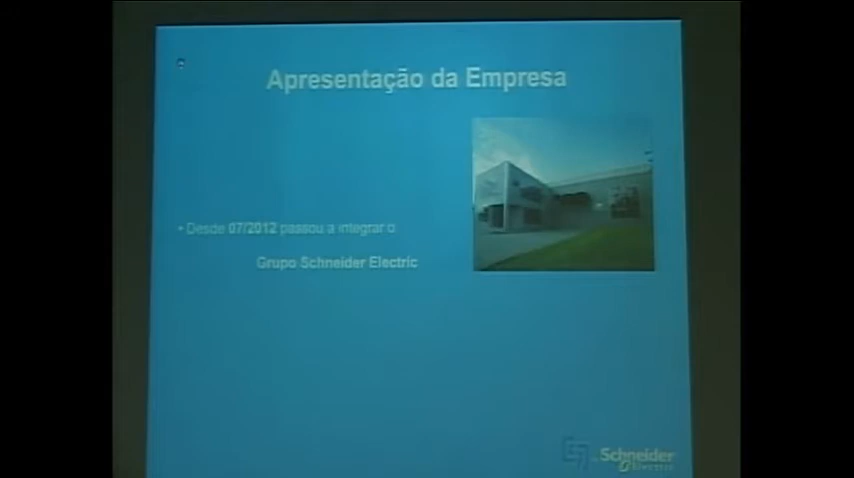 Apresentação da Empresa
• Desde 07/2012 passou a integrar o
Grupo Schneider Electric
Schneider
Electric